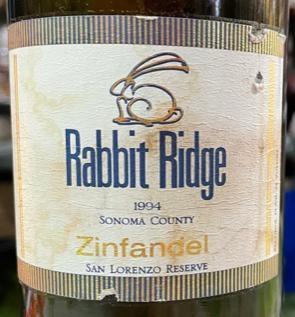 Rabbit Ridge
1994
SONOMA COUNTY
Zinfandel
SAN LORENZO RESERVE